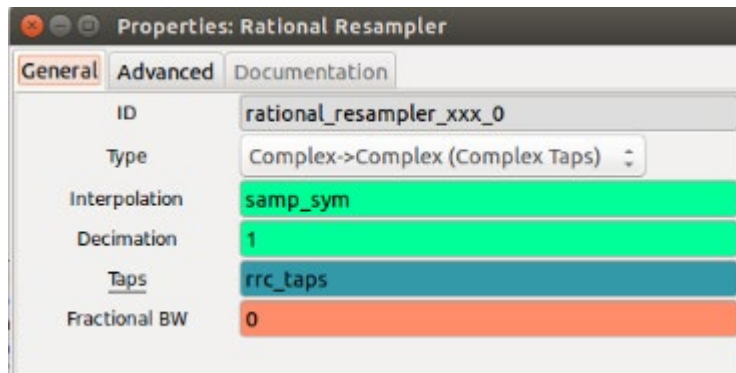 Properties: Rational Resampler
General Advanced Documentation
ID rational_resampler_xxx_0
Type Complex->Complex (Complex Taps)
Interpolation samp_sym
Decimation 1
Taps rrc_taps
Fractional BW 0